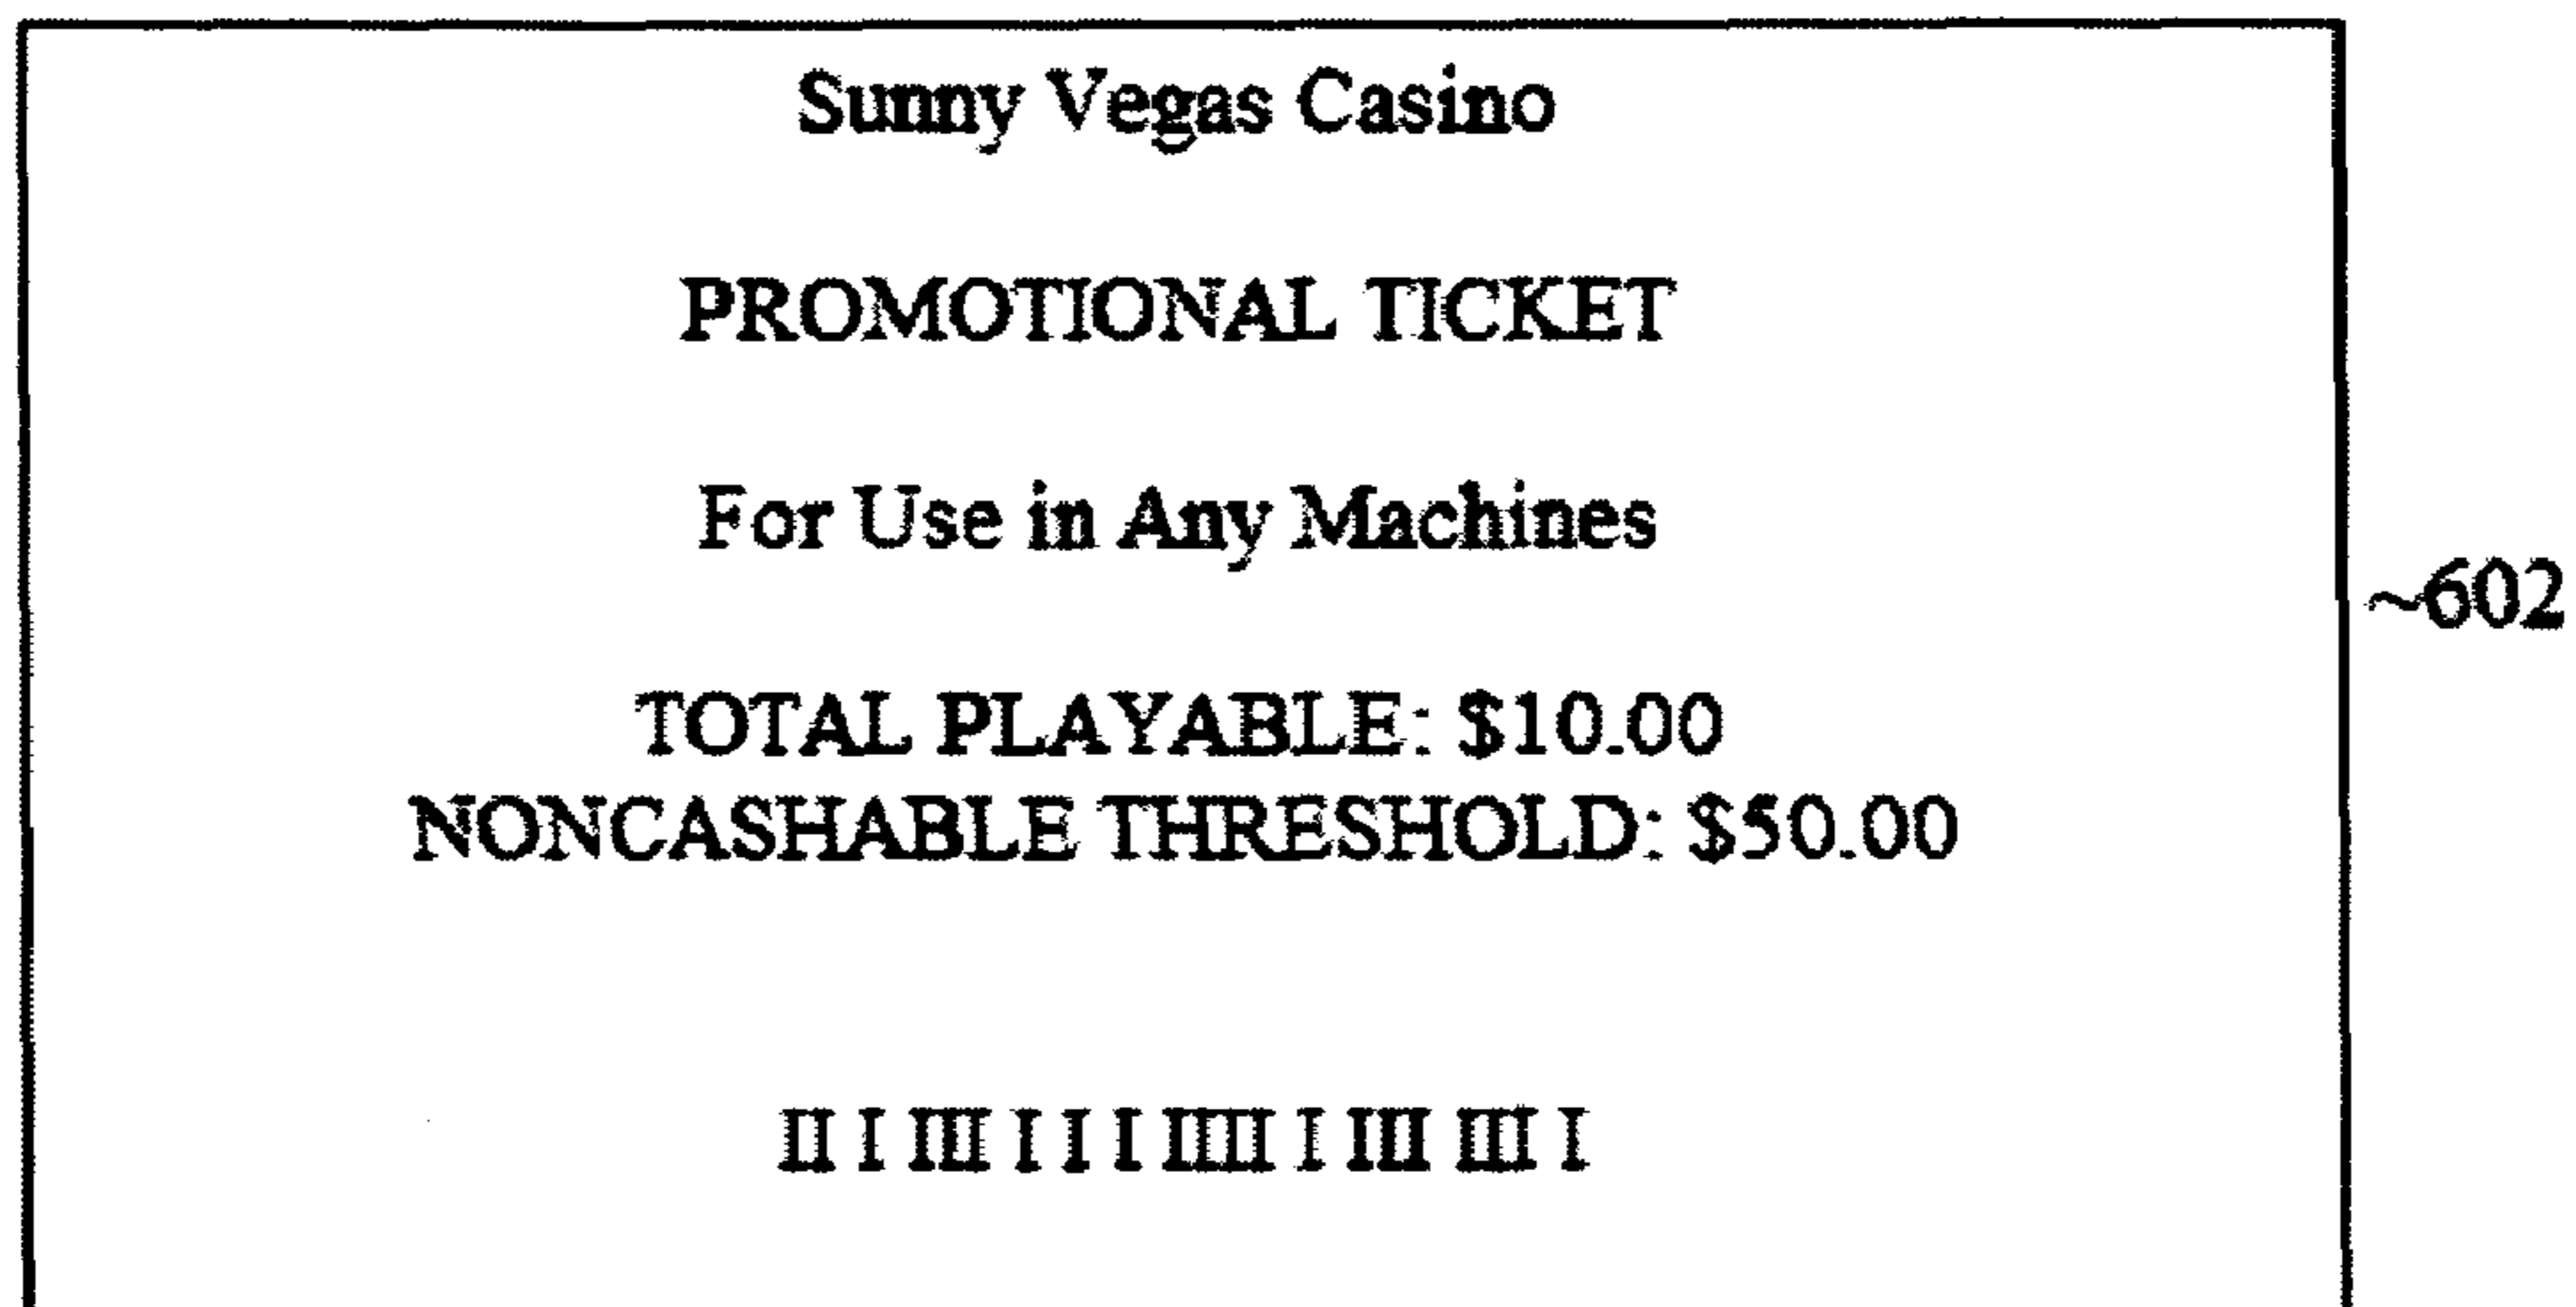 Sunny Vegas Casino
PROMOTIONAL TICKET
For Use in Any Machines
~602
TOTAL PLAYABLE: $10.00
NONCASHABLE THRESHOLD: $50.00
II I III I I I IIII I III III I